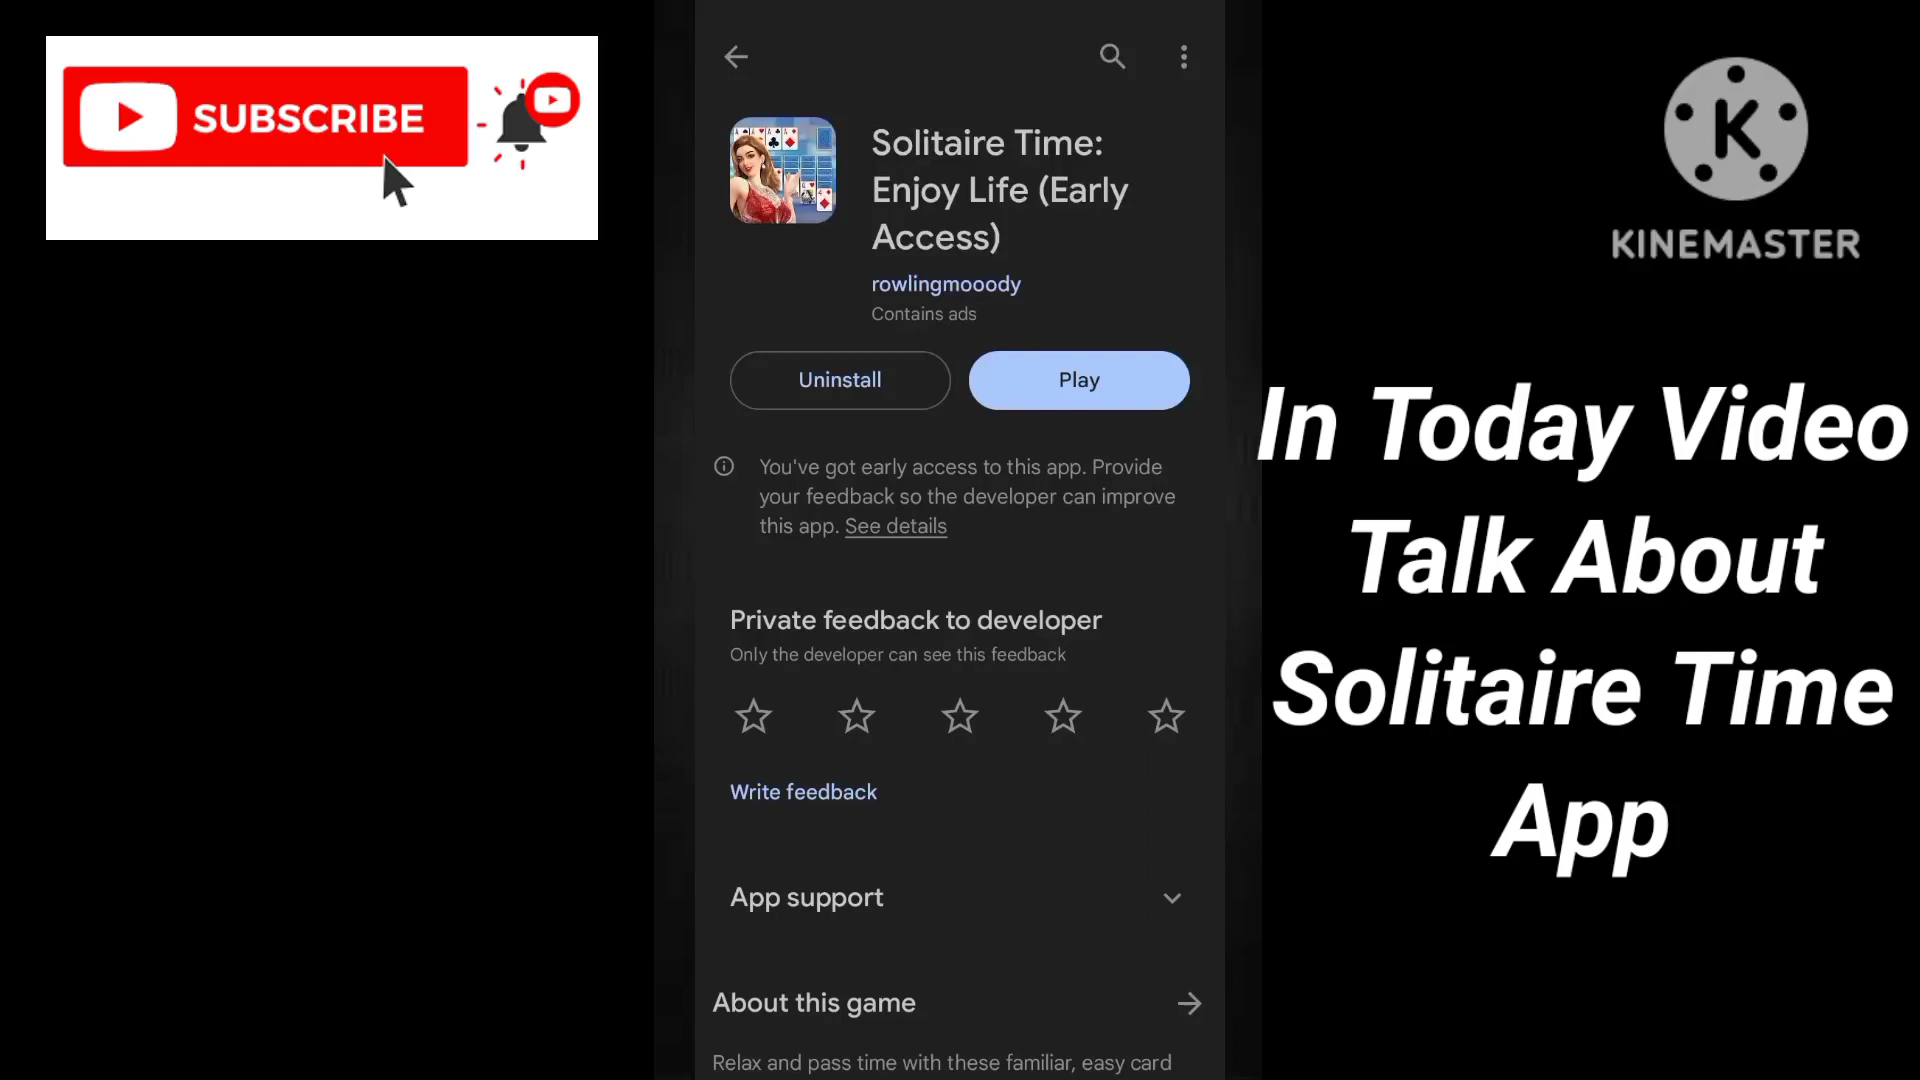 SUBSCRIBE
Solitaire Time:
Enjoy Life (Early
Access)
rowlingmooody
Contains ads
Uninstall
Play
You've got early access to this app. Provide
your feedback so the developer can improve
this app. See details
Private feedback to developer
Only the developer can see this feedback
Write feedback
App support
About this game
Relax and pass time with these familiar, easy card
K
KINEMASTER
In Today Video
Talk About
Solitaire Time
App